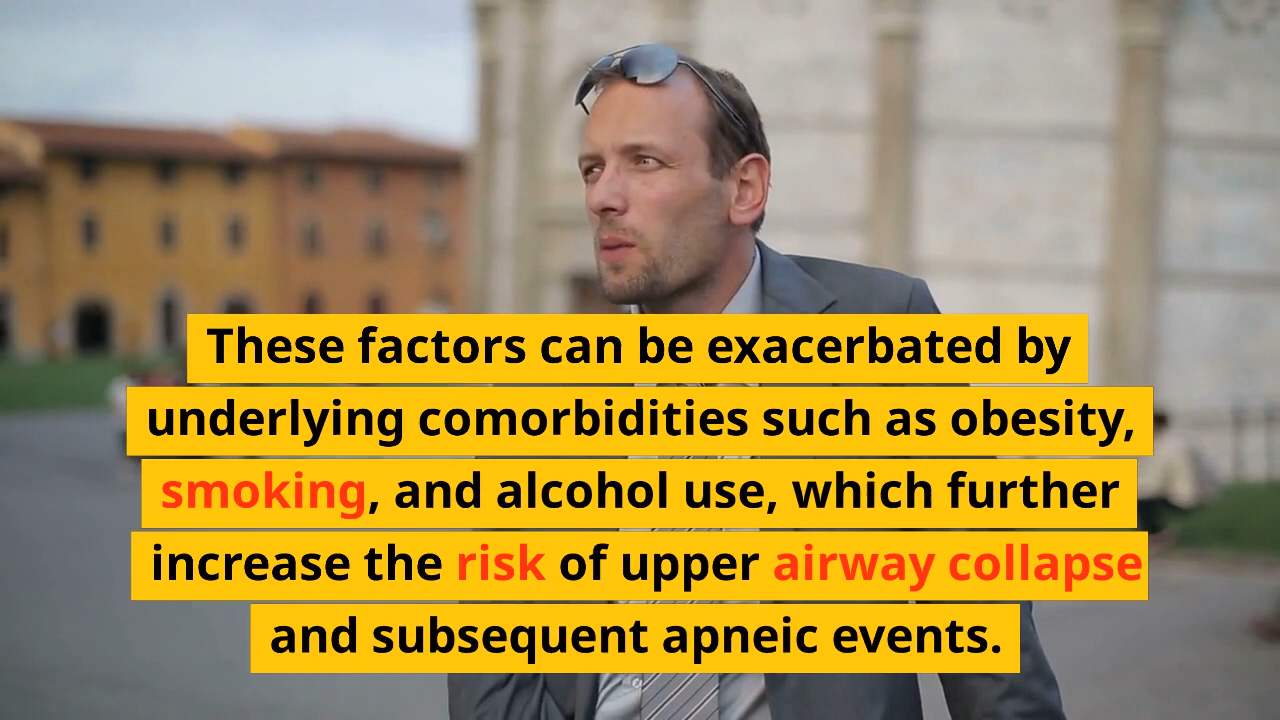 These factors can be exacerbated by
underlying comorbidities such as obesity,
smoking, and alcohol use, which further
increase the risk of upper airway collapse
and subsequent apneic events.